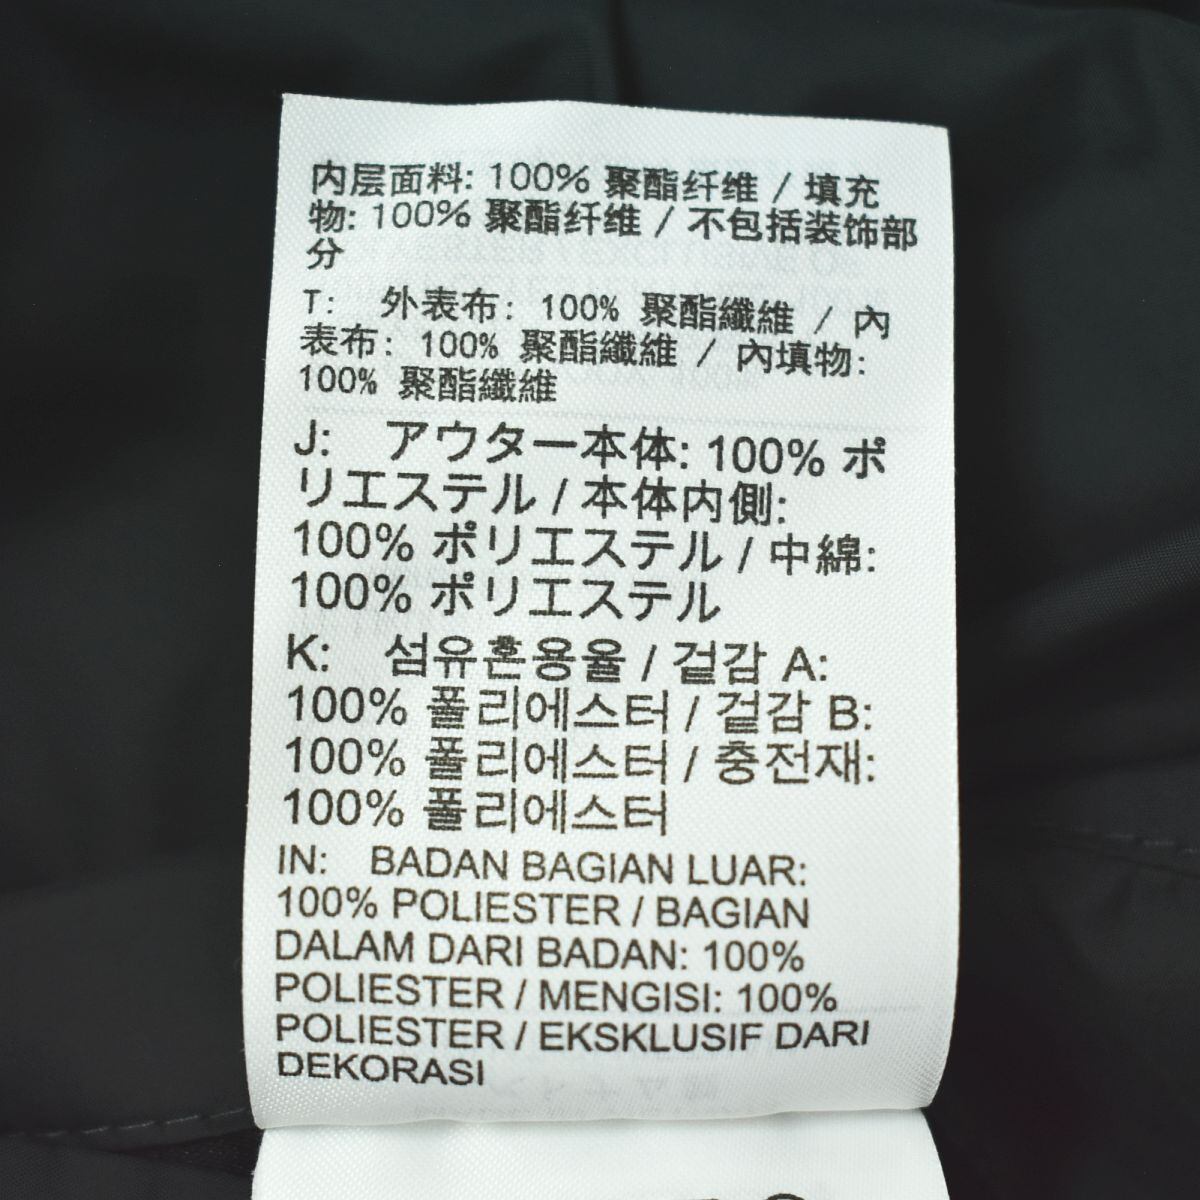 内层面料: 100% 聚酯纤维 / 填充
物: 100% 聚酯纤维 / 不包括装饰部
分
T: 外表布: 100% 聚酯纖維 / 內
表布: 100% 聚酯纖維 / 內填物:
100% 聚酯纖維
J: アウター本体: 100% ポ
リエステル / 本体内側:
100% ポリエステル / 中綿:
100% ポリエステル
K: 섬유혼용율 / 겉감 A:
100% 폴리에스터 / 겉감 B:
100% 폴리에스터 / 충전재:
100% 폴리에스터
IN: BADAN BAGIAN LUAR:
100% POLIESTER / BAGIAN
DALAM DARI BADAN: 100%
POLIESTER / MENGISI: 100%
POLIESTER / EKSKLUSIF DARI
DEKORASI